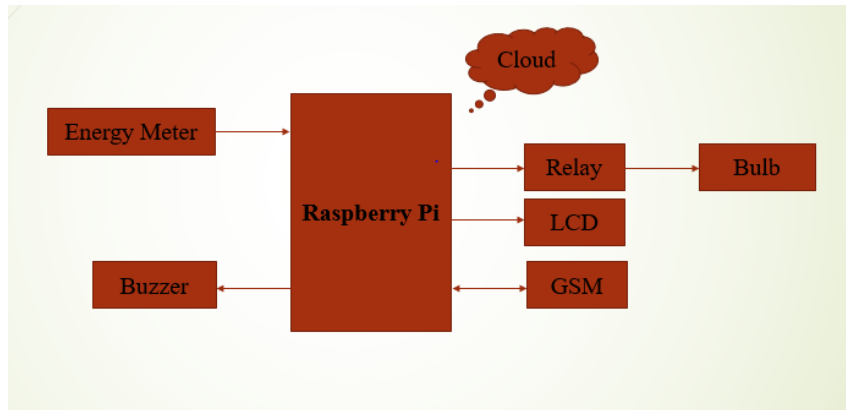 Cloud
Energy Meter
Relay
Bulb
Raspberry Pi
LCD
Buzzer
GSM